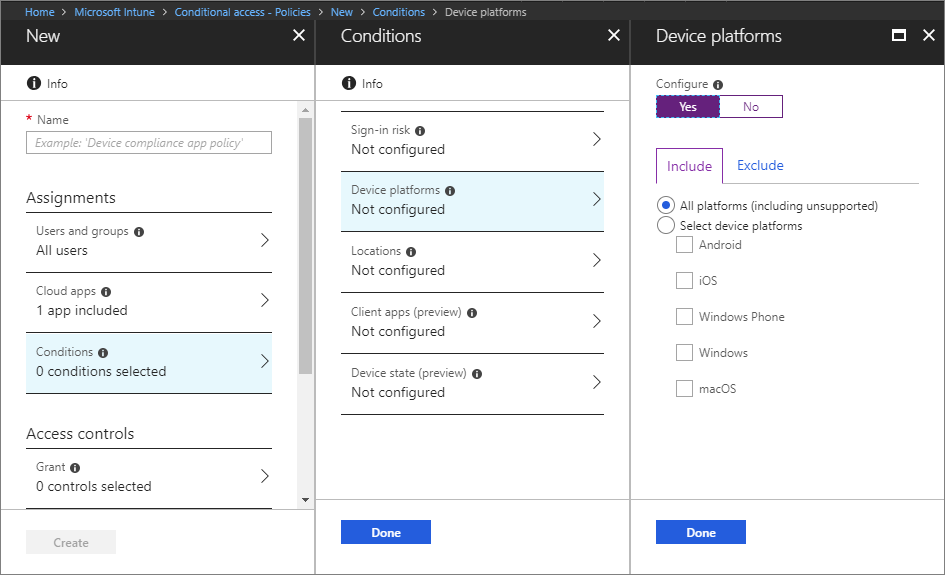 Home > Microsoft Intune > Conditional access - Policies > New > Conditions > Device platforms
New
Info
* Name
Example: 'Device compliance app policy'
Assignments
Users and groups
All users
Cloud apps
1 app included
Conditions
0 conditions selected
Access controls
Grant
0 controls selected
Create
Conditions
Info
Sign-in risk
Not configured
Device platforms
Not configured
Locations
Not configured
Client apps (preview)
Not configured
Device state (preview)
Not configured
Done
Device platforms
Configure
Yes No
Include Exclude
All platforms (including unsupported)
Select device platforms
Android
iOS
Windows Phone
Windows
macOS
Done